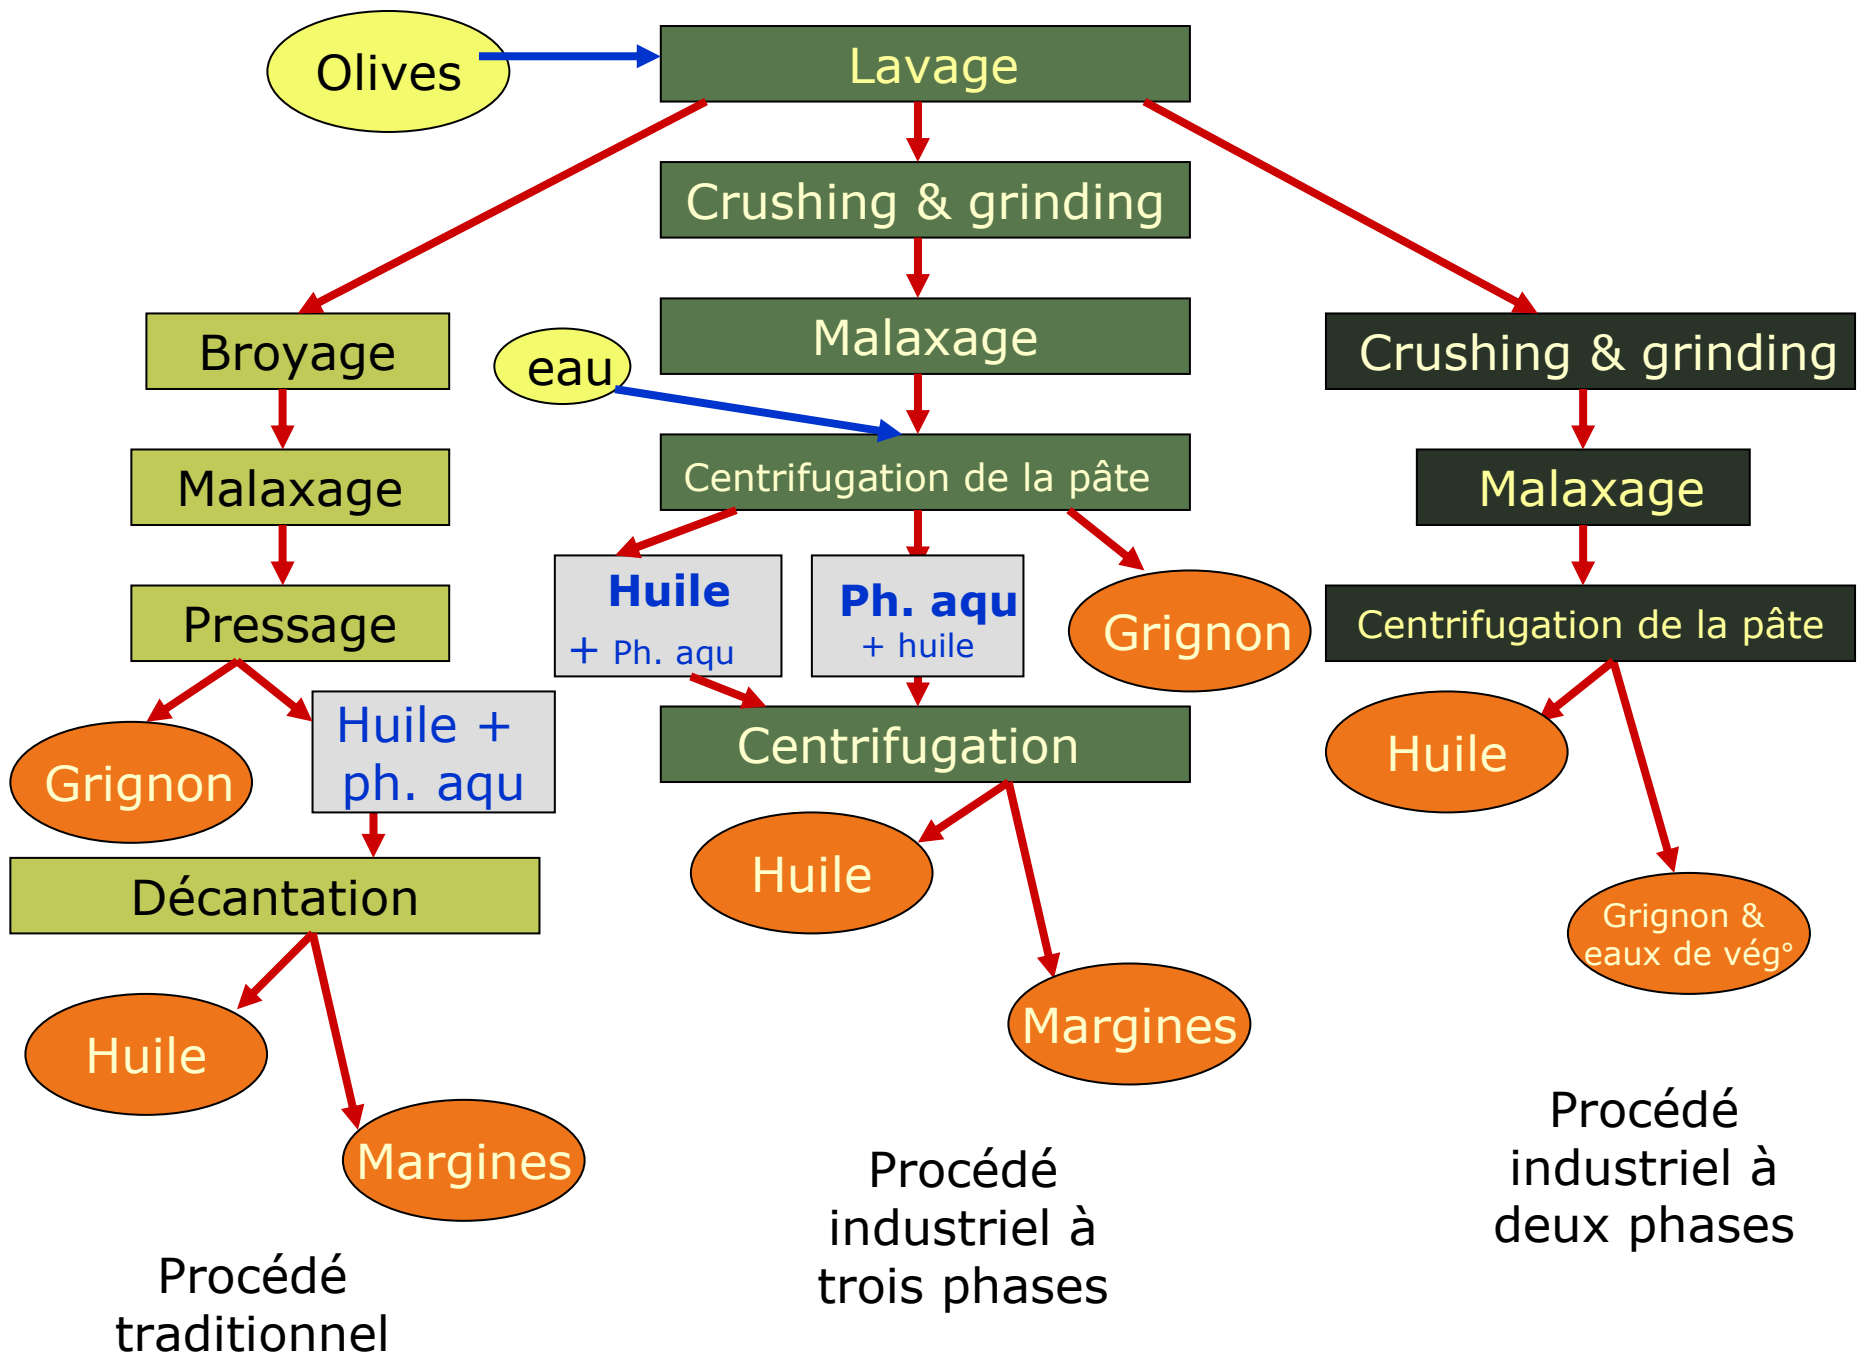 Olives
Lavage
Crushing & grinding
Broyage
Malaxage
Pressage
Grignon
Huile +
ph. aqu
Décantation
Huile
Margines
Procédé
traditionnel
eau
Malaxage
Centrifugation de la pâte
Huile
+ Ph. aqu
Ph. aqu
+ huile
Grignon
Centrifugation
Huile
Margines
Procédé
industriel à
trois phases
Crushing & grinding
Malaxage
Centrifugation de la pâte
Huile
Grignon &
eaux de vég°
Procédé
industriel à
deux phases